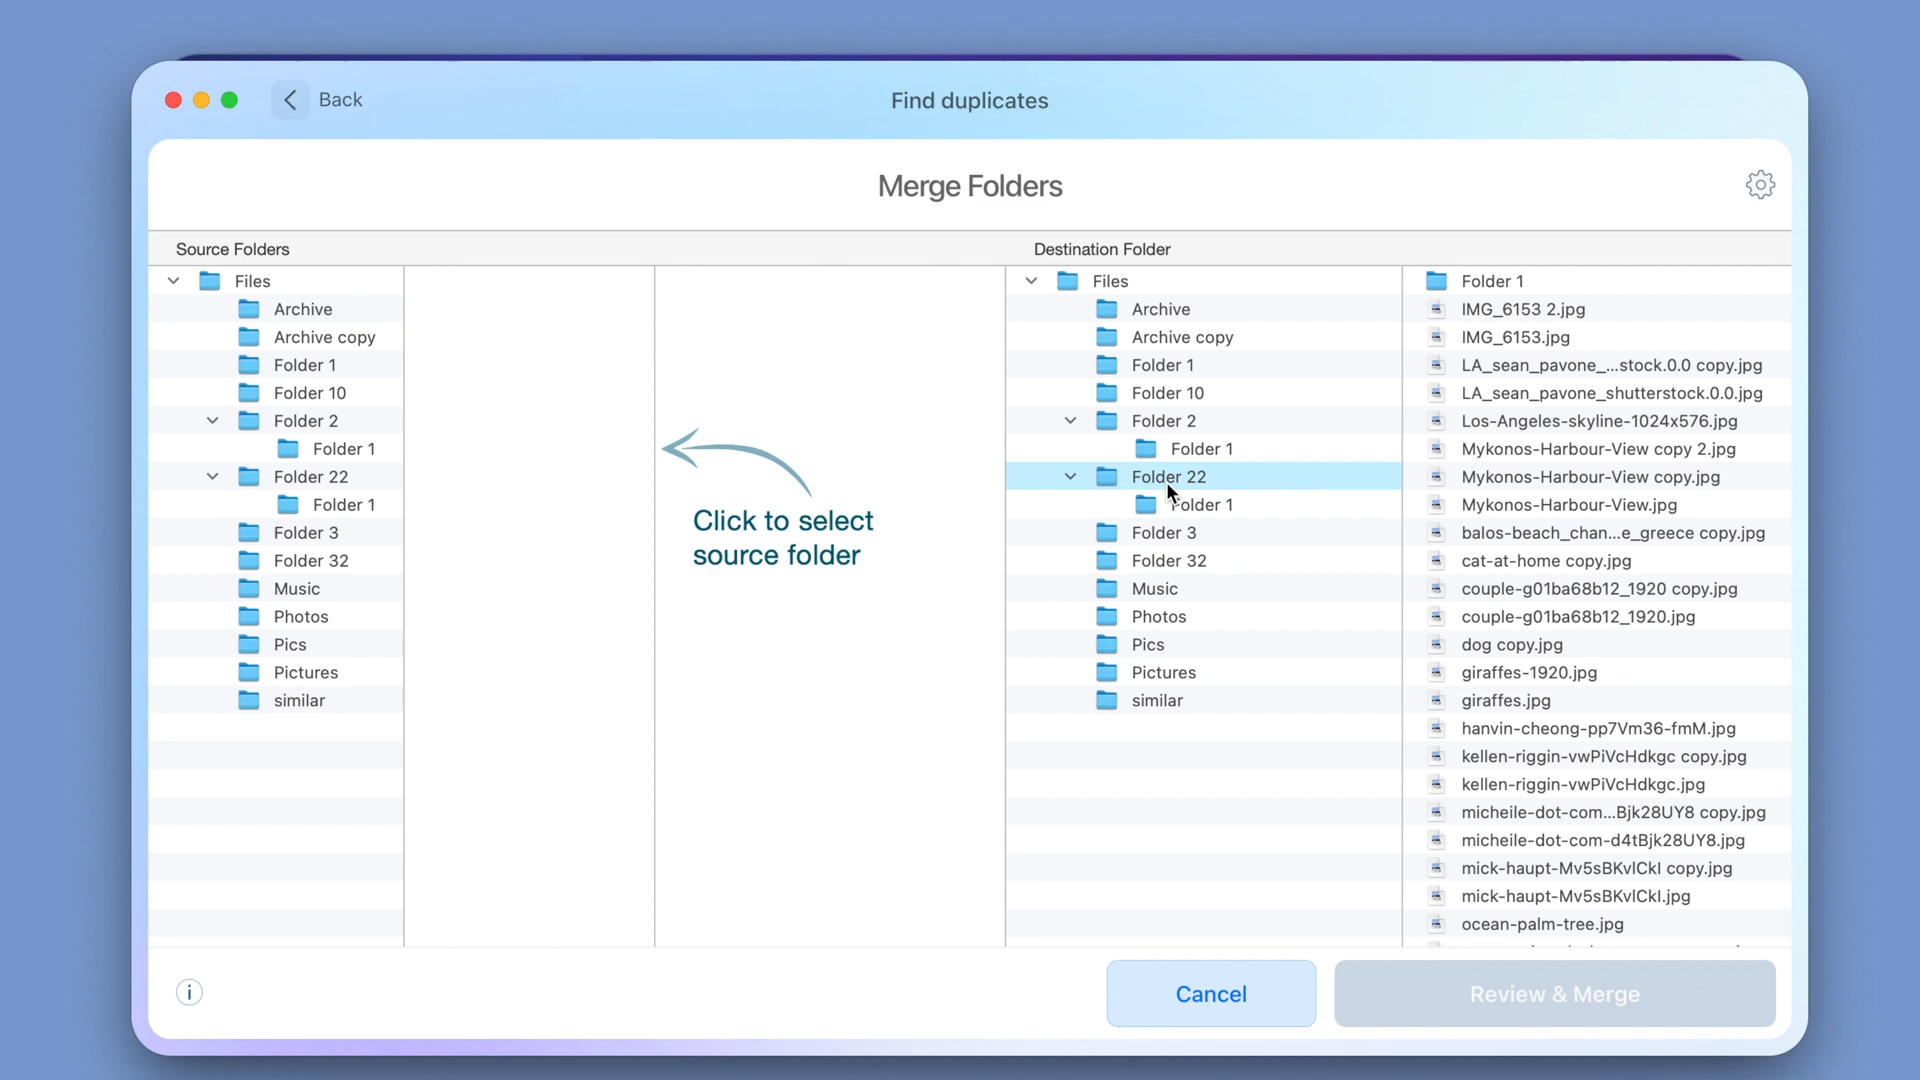 Back
Find duplicates
Merge Folders
Source Folders
Destination Folder
Files
Archive
Archive copy
Folder 1
Folder 10
Folder 2
Folder 1
Folder 22
Folder 1
Folder 3
Folder 32
Music
Photos
Pics
Pictures
similar
Click to select
source folder
Files
Archive
Archive copy
Folder 1
Folder 10
Folder 2
Folder 1
Folder 22
Folder 1
Folder 3
Folder 32
Music
Photos
Pics
Pictures
similar
Folder 1
IMG_6153 2.jpg
IMG_6153.jpg
LA_sean_pavone_...stock.0.0 copy.jpg
LA_sean_pavone_shutterstock.0.0.jpg
Los-Angeles-skyline-1024x576.jpg
Mykonos-Harbour-View copy 2.jpg
Mykonos-Harbour-View copy.jpg
Mykonos-Harbour-View.jpg
balos-beach_chan...e_greece copy.jpg
cat-at-home copy.jpg
couple-g01ba68b12_1920 copy.jpg
couple-g01ba68b12_1920.jpg
dog copy.jpg
giraffes-1920.jpg
giraffes.jpg
hanvin-cheong-pp7Vm36-fmM.jpg
kellen-riggin-vwPiVcHdkgc copy.jpg
kellen-riggin-vwPiVcHdkgc.jpg
micheile-dot-com...Bjk28UY8 copy.jpg
micheile-dot-com-d4tBjk28UY8.jpg
mick-haupt-Mv5sBKvlCkI copy.jpg
mick-haupt-Mv5sBKvlCkI.jpg
ocean-palm-tree.jpg
Cancel
Review & Merge